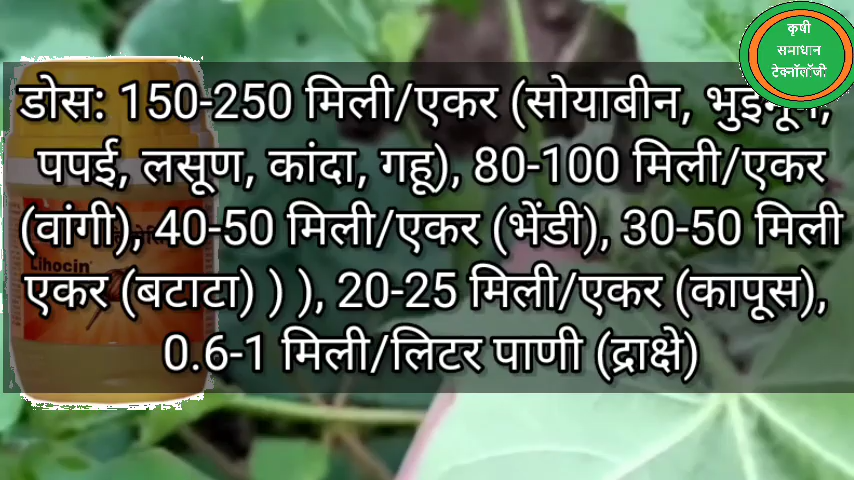 कृषी
समाधान
टेक्नॉलॉजी
डोस: 150-250 मिली/एकर (सोयाबीन, भुईमूग,
पपई, लसूण, कांदा, गहू), 80-100 मिली/एकर
(वांगी), 40-50 मिली/एकर (भेंडी), 30-50 मिली
एकर (बटाटा) ) ), 20-25 मिली/एकर (कापूस),
0.6-1 मिली/लिटर पाणी (द्राक्षे)
Lihocin